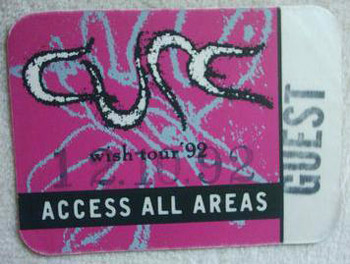 CURE
wish tour '92
ACCESS ALL AREAS
GUEST